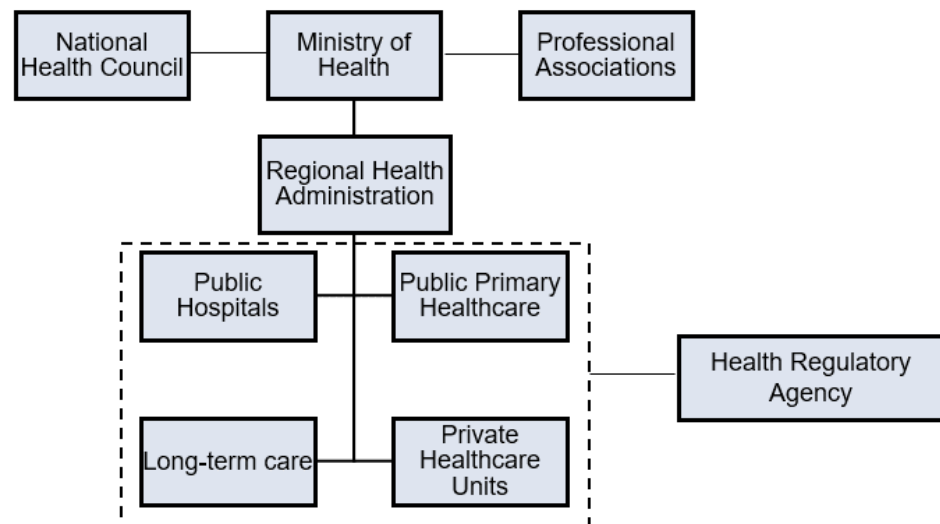 National
Health Council
Ministry of
Health
Professional
Associations
Regional Health
Administration
Public
Hospitals
Public Primary
Healthcare
Health Regulatory
Agency
Long-term care
Private
Healthcare
Units